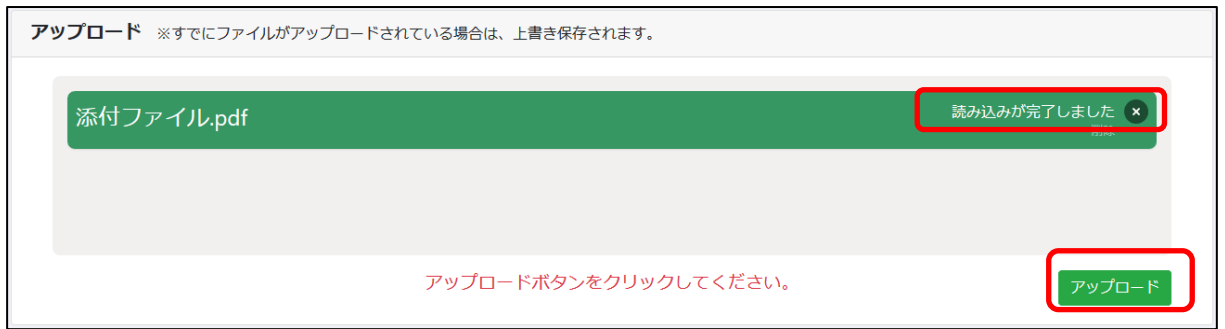 アップロード ※すでにファイルがアップロードされている場合は、上書き保存されます。
添付ファイル.pdf
読み込みが完了しました
削除
アップロードボタンをクリックしてください。
アップロード